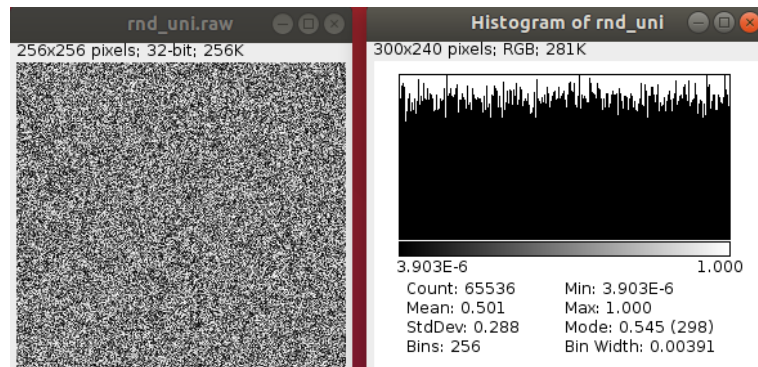 rnd_uni.raw
256x256 pixels; 32-bit; 256K
Histogram of rnd_uni
300x240 pixels; RGB; 281K
3.903E-6 1.000
Count: 65536 Min: 3.903E-6
Mean: 0.501 Max: 1.000
StdDev: 0.288 Mode: 0.545 (298)
Bins: 256 Bin Width: 0.00391